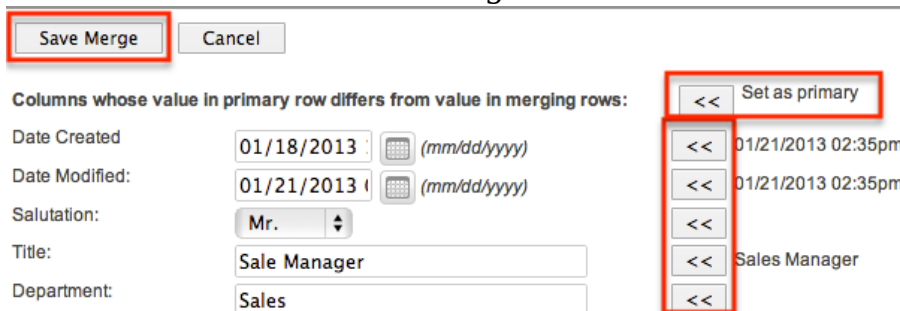 Save Merge Cancel
Columns whose value in primary row differs from value in merging rows: << Set as primary
Date Created 01/18/2013 (mm/dd/yyyy) << 01/21/2013 02:35pm
Date Modified: 01/21/2013 (mm/dd/yyyy) << 01/21/2013 02:35pm
Salutation: Mr. <<
Title: Sale Manager << Sales Manager
Department: Sales <<